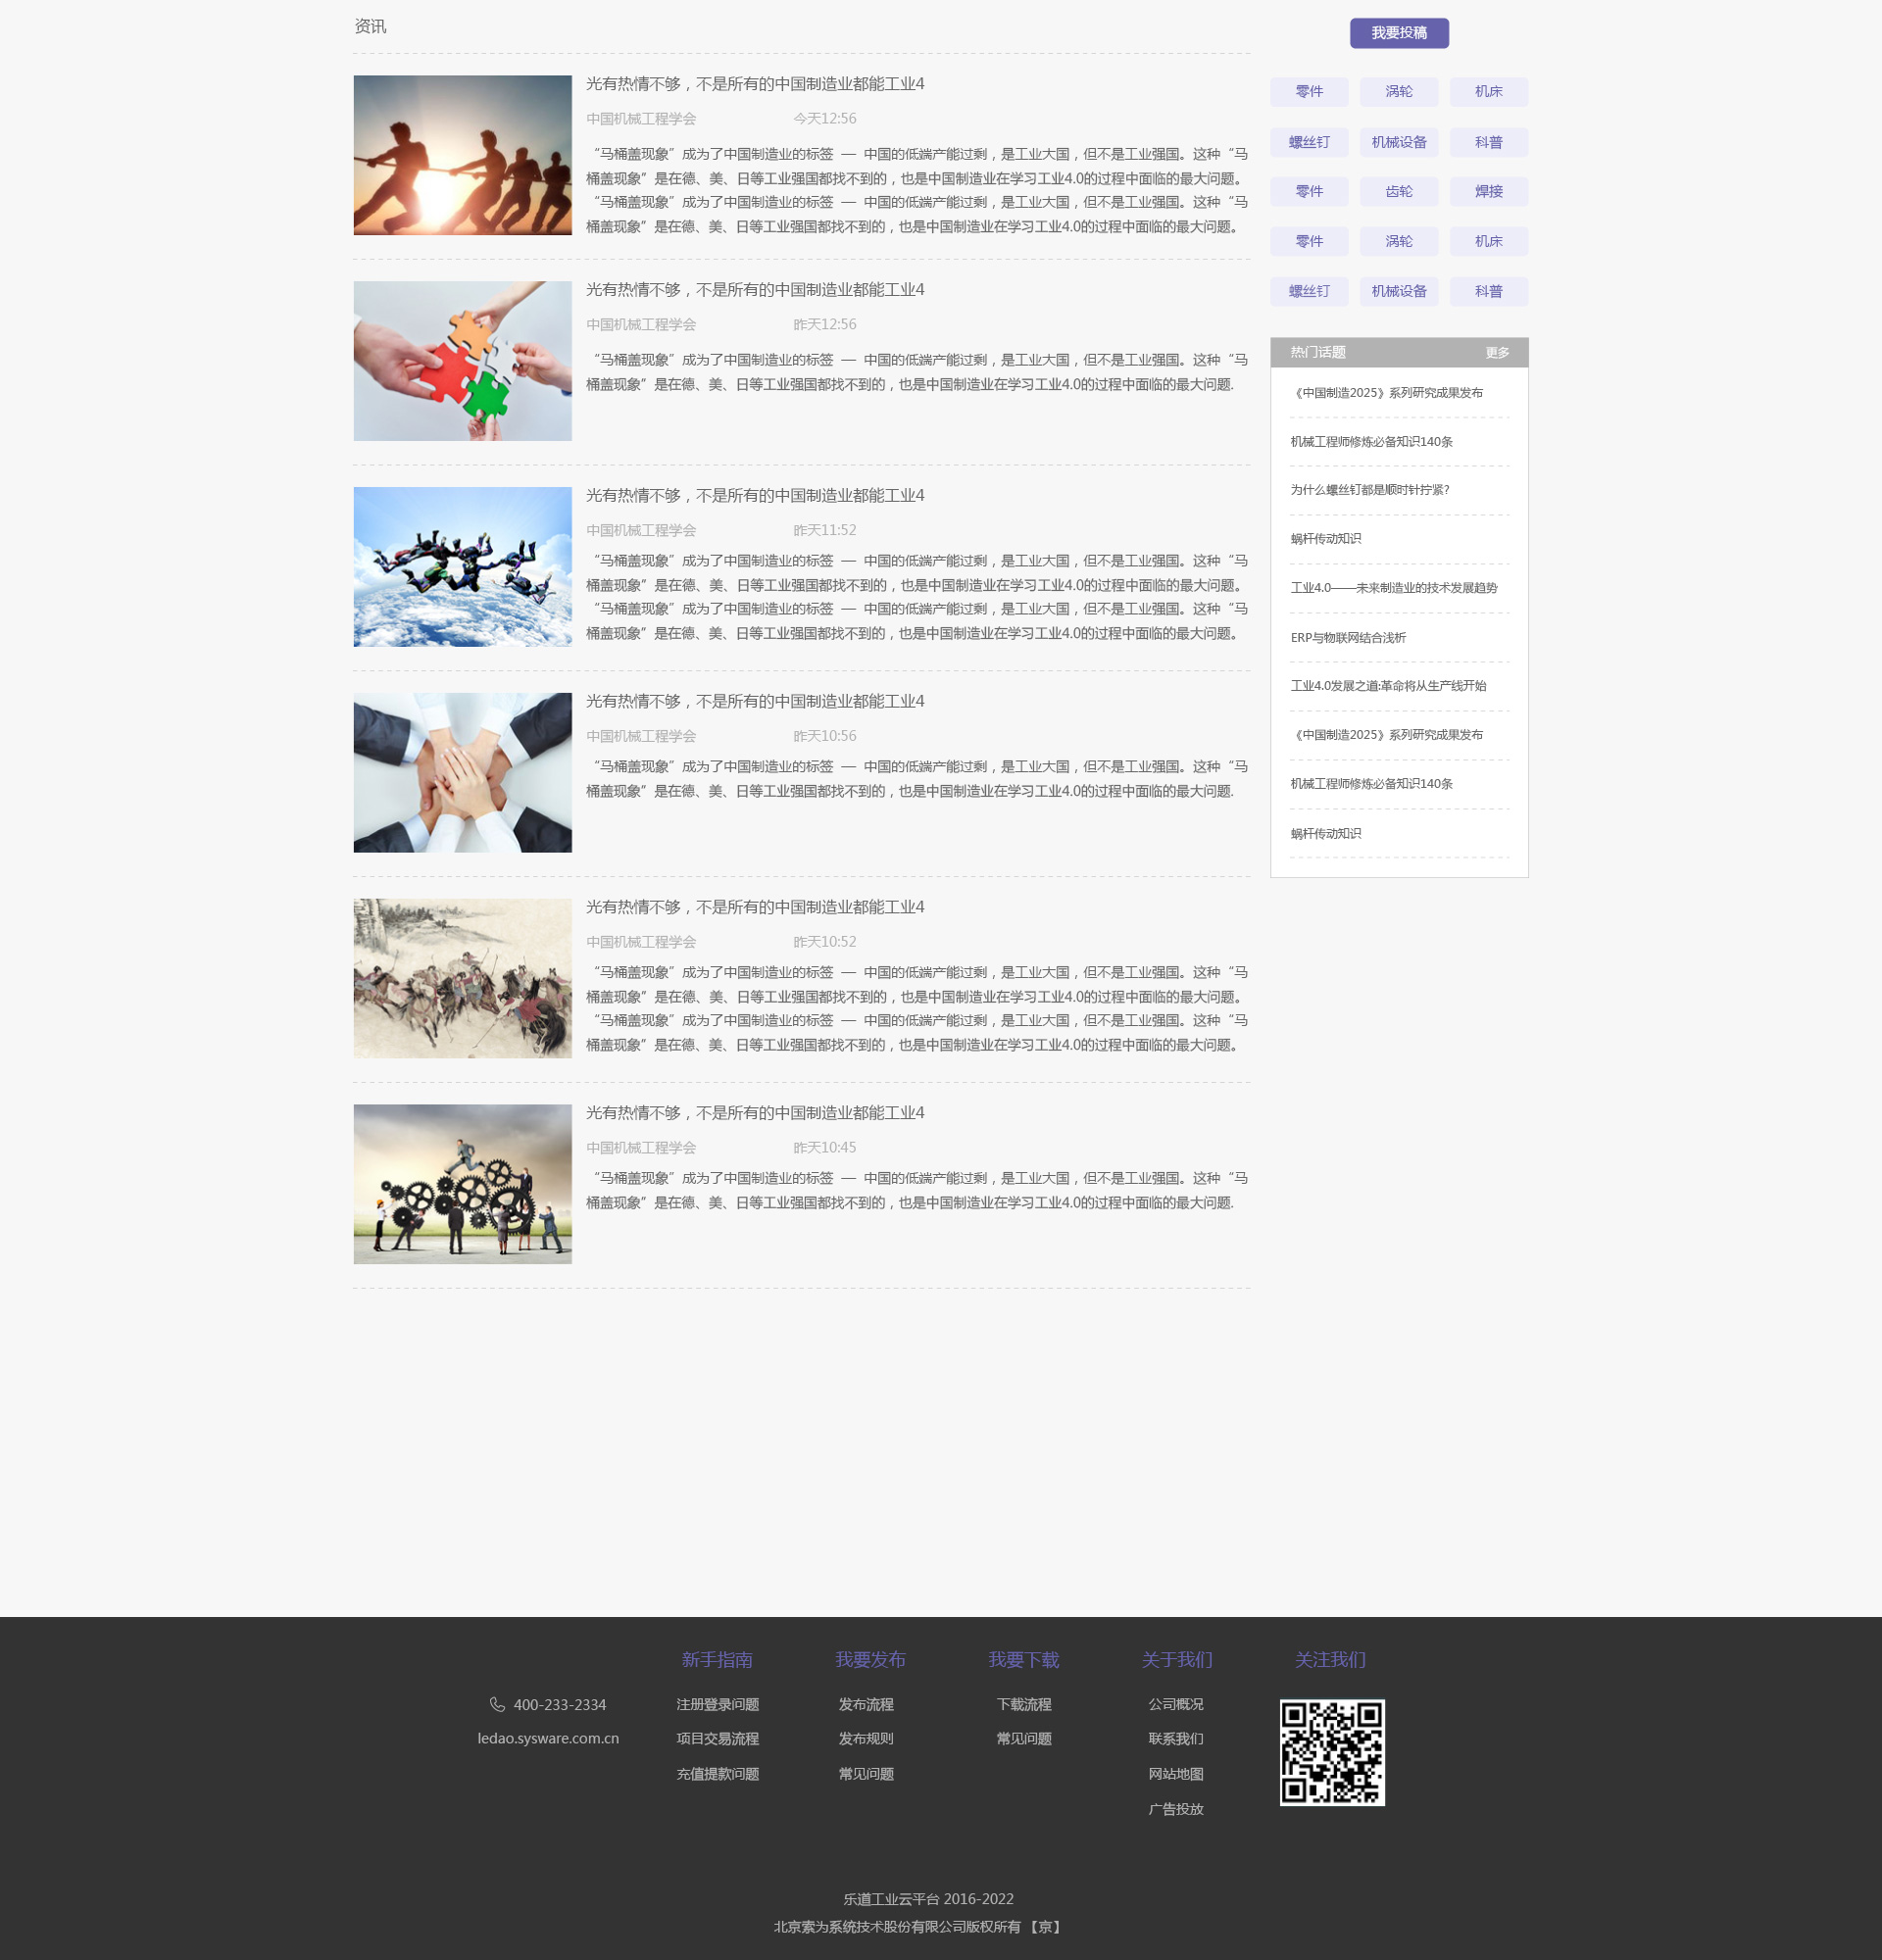 资讯
光有热情不够，不是所有的中国制造业都能工业4
中国机械工程学会 今天12:56
“马桶盖现象”成为了中国制造业的标签 — 中国的低端产能过剩，是工业大国，但不是工业强国。这种“马
桶盖现象”是在德、美、日等工业强国都找不到的，也是中国制造业在学习工业4.0的过程中面临的最大问题。
“马桶盖现象”成为了中国制造业的标签 — 中国的低端产能过剩，是工业大国，但不是工业强国。这种“马
桶盖现象”是在德、美、日等工业强国都找不到的，也是中国制造业在学习工业4.0的过程中面临的最大问题。
光有热情不够，不是所有的中国制造业都能工业4
中国机械工程学会 昨天12:56
“马桶盖现象”成为了中国制造业的标签 — 中国的低端产能过剩，是工业大国，但不是工业强国。这种“马
桶盖现象”是在德、美、日等工业强国都找不到的，也是中国制造业在学习工业4.0的过程中面临的最大问题.
光有热情不够，不是所有的中国制造业都能工业4
中国机械工程学会 昨天11:52
“马桶盖现象”成为了中国制造业的标签 — 中国的低端产能过剩，是工业大国，但不是工业强国。这种“马
桶盖现象”是在德、美、日等工业强国都找不到的，也是中国制造业在学习工业4.0的过程中面临的最大问题。
“马桶盖现象”成为了中国制造业的标签 — 中国的低端产能过剩，是工业大国，但不是工业强国。这种“马
桶盖现象”是在德、美、日等工业强国都找不到的，也是中国制造业在学习工业4.0的过程中面临的最大问题。
光有热情不够，不是所有的中国制造业都能工业4
中国机械工程学会 昨天10:56
“马桶盖现象”成为了中国制造业的标签 — 中国的低端产能过剩，是工业大国，但不是工业强国。这种“马
桶盖现象”是在德、美、日等工业强国都找不到的，也是中国制造业在学习工业4.0的过程中面临的最大问题.
光有热情不够，不是所有的中国制造业都能工业4
中国机械工程学会 昨天10:52
“马桶盖现象”成为了中国制造业的标签 — 中国的低端产能过剩，是工业大国，但不是工业强国。这种“马
桶盖现象”是在德、美、日等工业强国都找不到的，也是中国制造业在学习工业4.0的过程中面临的最大问题。
“马桶盖现象”成为了中国制造业的标签 — 中国的低端产能过剩，是工业大国，但不是工业强国。这种“马
桶盖现象”是在德、美、日等工业强国都找不到的，也是中国制造业在学习工业4.0的过程中面临的最大问题。
光有热情不够，不是所有的中国制造业都能工业4
中国机械工程学会 昨天10:45
“马桶盖现象”成为了中国制造业的标签 — 中国的低端产能过剩，是工业大国，但不是工业强国。这种“马
桶盖现象”是在德、美、日等工业强国都找不到的，也是中国制造业在学习工业4.0的过程中面临的最大问题.
我要投稿
零件 涡轮 机床
螺丝钉 机械设备 科普
零件 齿轮 焊接
零件 涡轮 机床
螺丝钉 机械设备 科普
热门话题 更多
《中国制造2025》系列研究成果发布
机械工程师修炼必备知识140条
为什么螺丝钉都是顺时针拧紧?
蜗杆传动知识
工业4.0——未来制造业的技术发展趋势
ERP与物联网结合浅析
工业4.0发展之道:革命将从生产线开始
《中国制造2025》系列研究成果发布
机械工程师修炼必备知识140条
蜗杆传动知识
400-233-2334
ledao.sysware.com.cn
新手指南
注册登录问题
项目交易流程
充值提款问题
我要发布
发布流程
发布规则
常见问题
我要下载
下载流程
常见问题
关于我们
公司概况
联系我们
网站地图
广告投放
关注我们
乐道工业云平台 2016-2022
北京索为系统技术股份有限公司版权所有 【京】